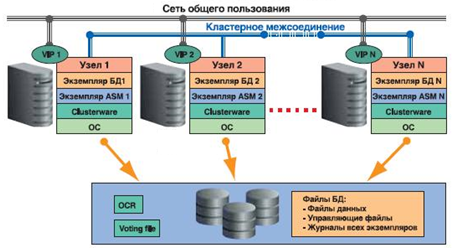 Сеть общего пользования
Кластерное межсоединение
VIP 1
VIP 2
VIP N
Узел 1
Экземпляр БД1
Экземпляр ASM 1
Clusterware
ОС
Узел 2
Экземпляр БД 2
Экземпляр ASM 2
Clusterware
ОС
Узел N
Экземпляр БД N
Экземпляр ASM N
Clusterware
ОС
OCR
Voting file
Файлы БД:
- Файлы данных
- Управляющие файлы
- Журналы всех экземпляров